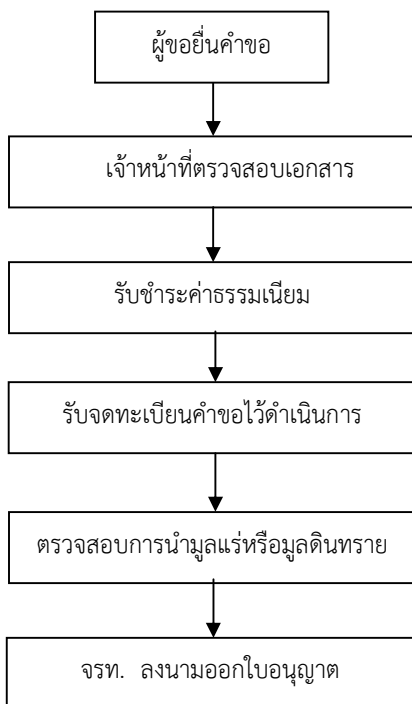 ผู้ขอยื่นคำขอ
เจ้าหน้าที่ตรวจสอบเอกสาร
รับชำระค่าธรรมเนียม
รับจดทะเบียนคำขอไว้ดำเนินการ
ตรวจสอบการนำมูลแร่หรือมูลดินทราย
จรท. ลงนามออกใบอนุญาต